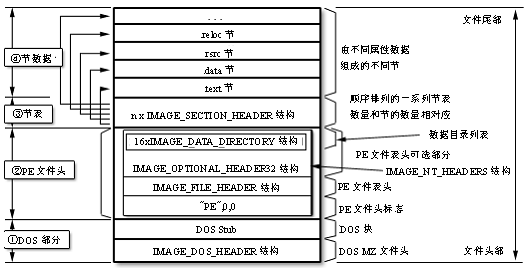 . . .
.reloc 节
.rsrc 节
.data 节
.text 节
n x IMAGE_SECTION_HEADER 结构
16xIMAGE_DATA_DIRECTORY 结构
IMAGE_OPTIONAL_HEADER32 结构
IMAGE_FILE_HEADER 结构
"PE",0,0
DOS Stub
IMAGE_DOS_HEADER 结构
④节数据
③节表
②PE文件头
①DOS 部分
文件尾部
由不同属性数据
组成的不同节
顺序排列的一系列节表
数量和节的数量相对应
数据目录列表
PE 文件表头可选部分
IMAGE_NT_HEADERS 结构
PE 文件表头
PE 文件头标志
DOS 块
DOS MZ 文件头
文件头部